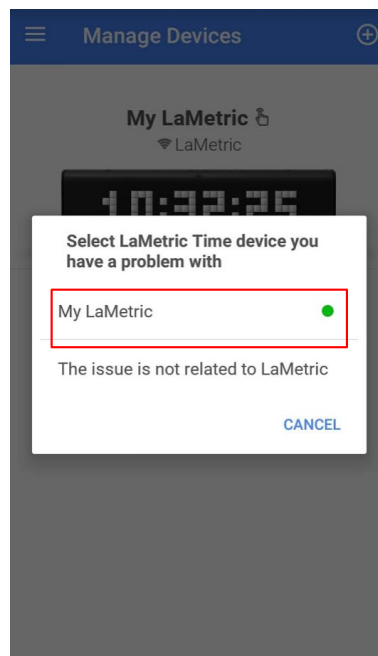 Manage Devices
My LaMetric
LaMetric
10:32:25
Select LaMetric Time device you
have a problem with
My LaMetric
The issue is not related to LaMetric
CANCEL